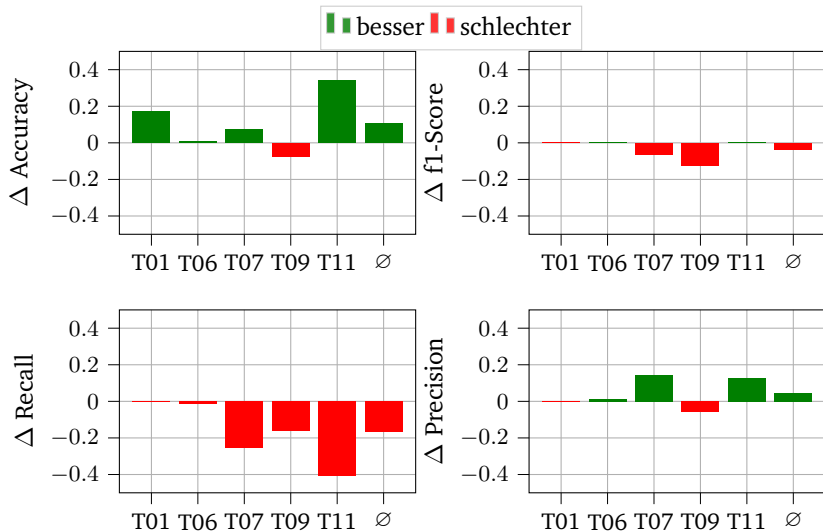 besser schlechter
Δ Accuracy
0.4
0.2
0
−0.2
−0.4
T01 T06 T07 T09 T11 ∅
Δ f1-Score
0.4
0.2
0
−0.2
−0.4
T01 T06 T07 T09 T11 ∅
Δ Recall
0.4
0.2
0
−0.2
−0.4
T01 T06 T07 T09 T11 ∅
Δ Precision
0.4
0.2
0
−0.2
−0.4
T01 T06 T07 T09 T11 ∅